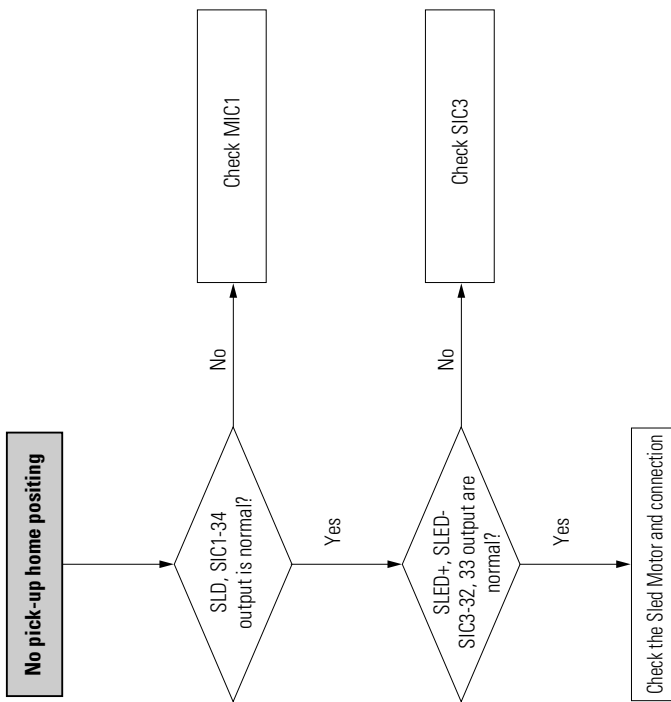 No pick-up home positing
SLD, SIC1-34
output is normal?
No
Check MIC1
Yes
SLED+, SLED-
SIC3-32, 33 output are
normal?
No
Check SIC3
Yes
Check the Sled Motor and connection